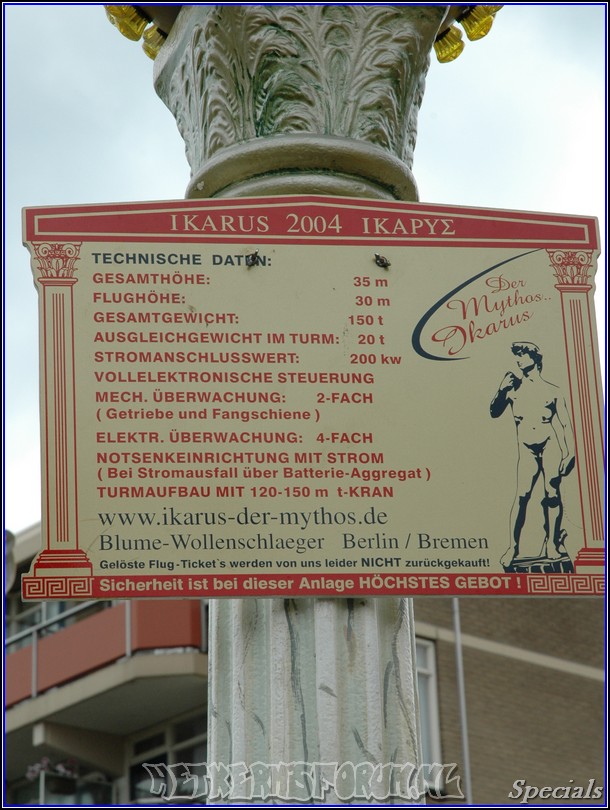 IKARUS 2004 ΙΚΑΡΥΣ
TECHNISCHE DATEN:
GESAMTHÖHE: 35 m
FLUGHÖHE: 30 m
GESAMTGEWICHT: 150 t
AUSGLEICHGEWICHT IM TURM: 20 t
STROMANSCHLUSSWERT: 200 kw
VOLLELEKTRONISCHE STEUERUNG
MECH. ÜBERWACHUNG: 2-FACH
( Getriebe und Fangschiene )
ELEKTR. ÜBERWACHUNG: 4-FACH
NOTSENKEINRICHTUNG MIT STROM
( Bei Stromausfall über Batterie-Aggregat )
TURMAUFBAU MIT 120-150 m t-KRAN
Der
Mythos..
Ikarus
www.ikarus-der-mythos.de
Blume-Wollenschlaeger Berlin / Bremen
Gelöste Flug-Ticket`s werden von uns leider NICHT zurückgekauft!
Sicherheit ist bei dieser Anlage HÖCHSTES GEBOT !
HETKERMISFORUM.NL
Specials